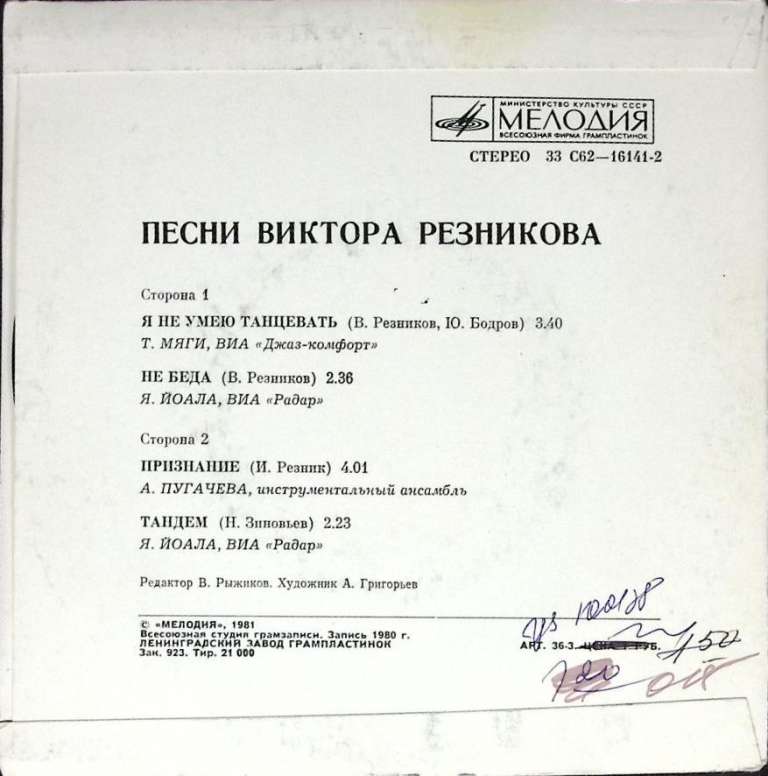 МИНИСТЕРСТВО КУЛЬТУРЫ СССР
МЕЛОДИЯ
ВСЕСОЮЗНАЯ ФИРМА ГРАМПЛАСТИНОК
СТЕРЕО 33 С62—16141-2
ПЕСНИ ВИКТОРА РЕЗНИКОВА
Сторона 1
Я НЕ УМЕЮ ТАНЦЕВАТЬ (В. Резников, Ю. Бодров) 3.40
Т. МЯГИ, ВИА «Джаз-комфорт»
НЕ БЕДА (В. Резников) 2.36
Я. ЙОАЛА, ВИА «Радар»
Сторона 2
ПРИЗНАНИЕ (И. Резник) 4.01
А. ПУГАЧЕВА, инструментальный ансамбль
ТАНДЕМ (Н. Зиновьев) 2.23
Я. ЙОАЛА, ВИА «Радар»
Редактор В. Рыжиков. Художник А. Григорьев
© «МЕЛОДИЯ», 1981
Всесоюзная студия грамзаписи. Запись 1980 г.
ЛЕНИНГРАДСКИЙ ЗАВОД ГРАМПЛАСТИНОК
Зак. 923. Тир. 21 000
АРТ. 36-3. ЦЕНА 1 РУБ.